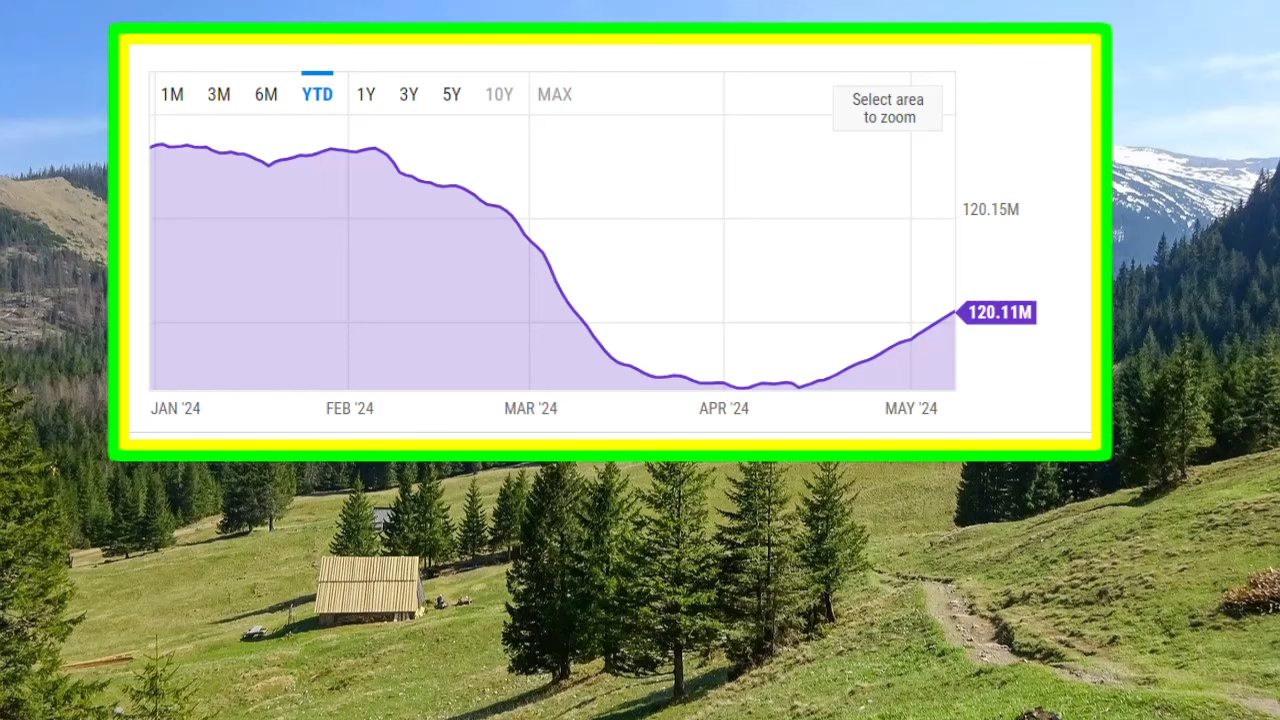 1M 3M 6M YTD 1Y 3Y 5Y 10Y MAX
Select area
to zoom
120.15M
120.11M
JAN '24 FEB '24 MAR '24 APR '24 MAY '24